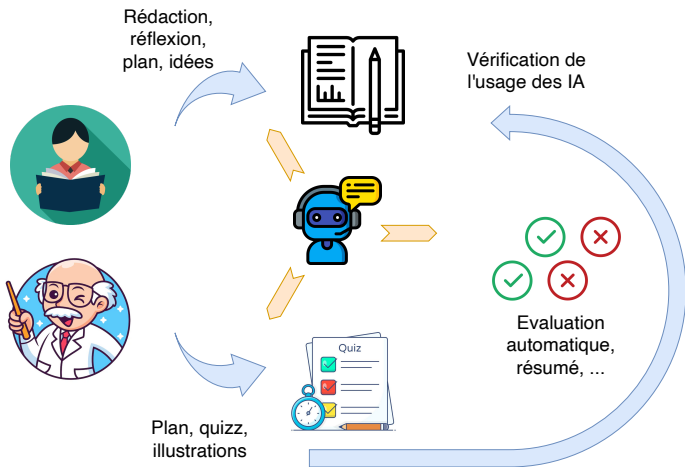 Rédaction,
réflexion,
plan, idées
Vérification de
l'usage des IA
Evaluation
automatique,
résumé, ...
Quiz
Plan, quizz,
illustrations